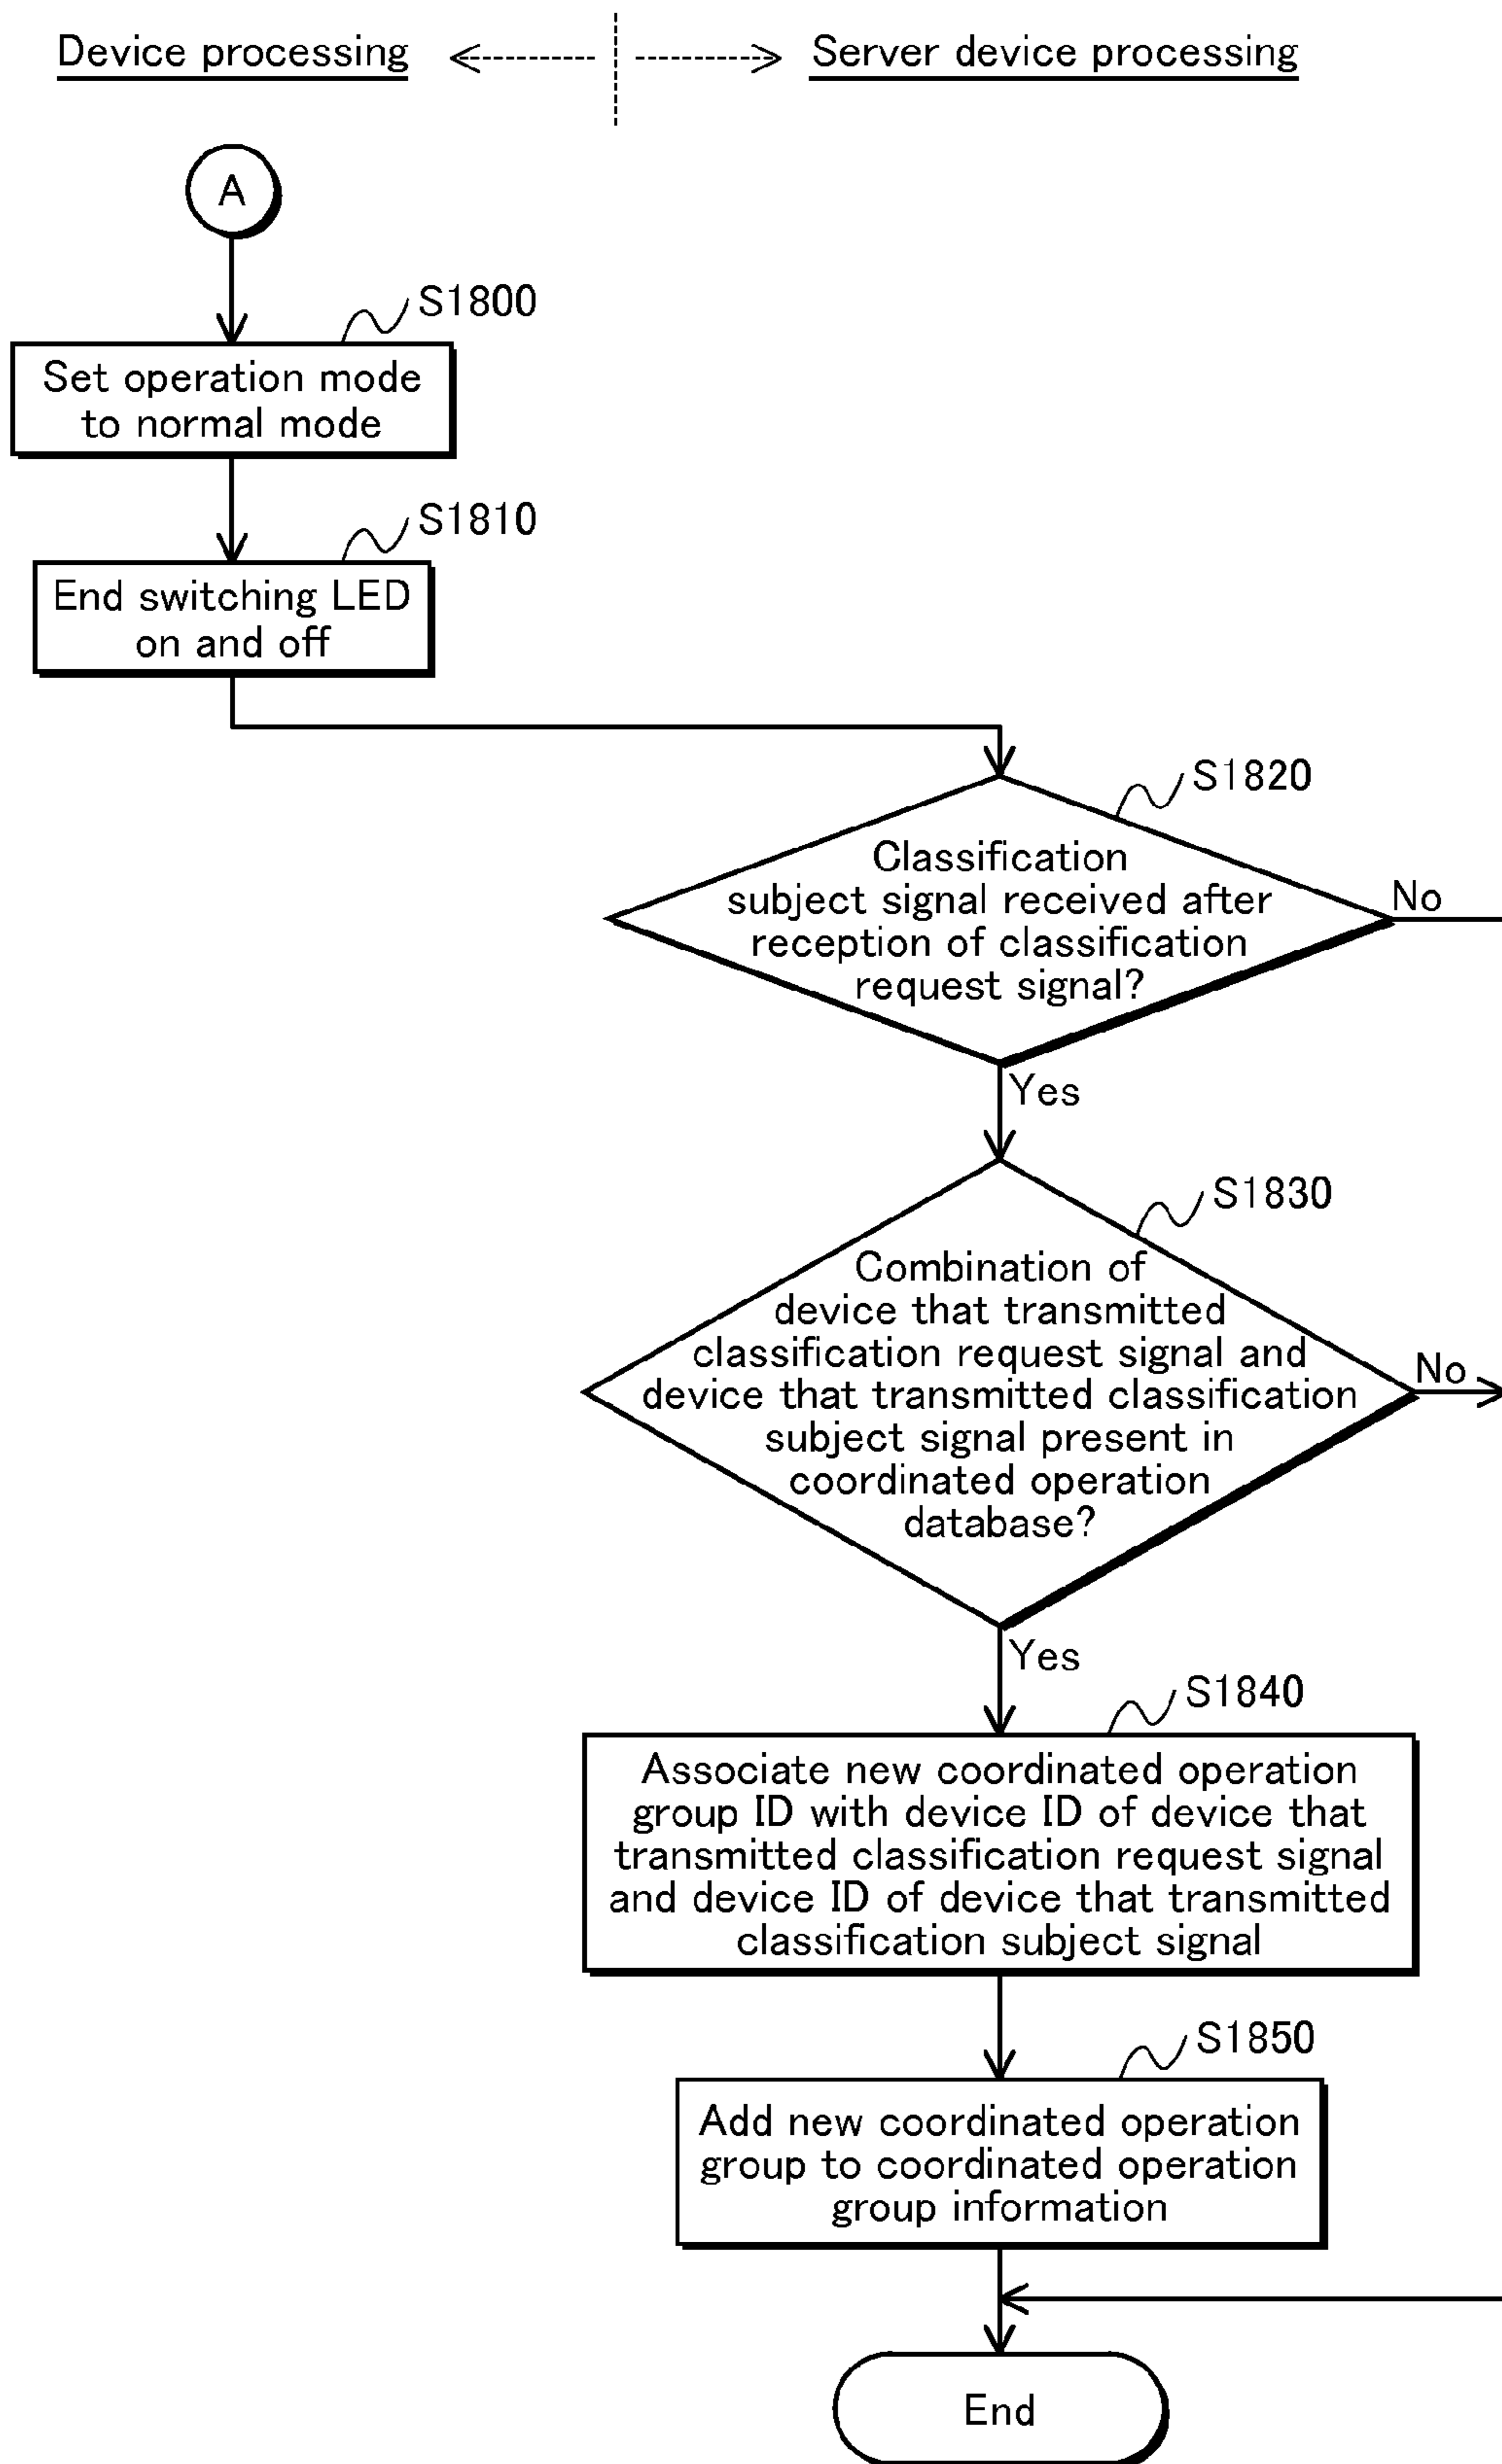 Device processing
Server device processing
A
S1800
Set operation mode
to normal mode
S1810
End switching LED
on and off
S1820
Classification
subject signal received after
reception of classification
request signal?
No
Yes
S1830
Combination of
device that transmitted
classification request signal and
device that transmitted classification
subject signal present in
coordinated operation
database?
No
Yes
S1840
Associate new coordinated operation
group ID with device ID of device that
transmitted classification request signal
and device ID of device that transmitted
classification subject signal
S1850
Add new coordinated operation
group to coordinated operation
group information
End